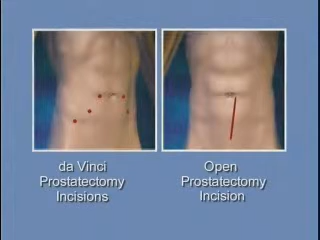 da Vinci
Prostatectomy
Incisions
Open
Prostatectomy
Incision